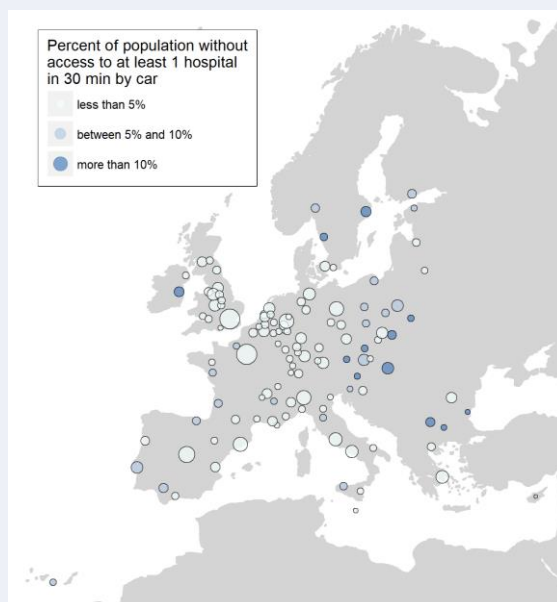 Percent of population without
access to at least 1 hospital
in 30 min by car
less than 5%
between 5% and 10%
more than 10%